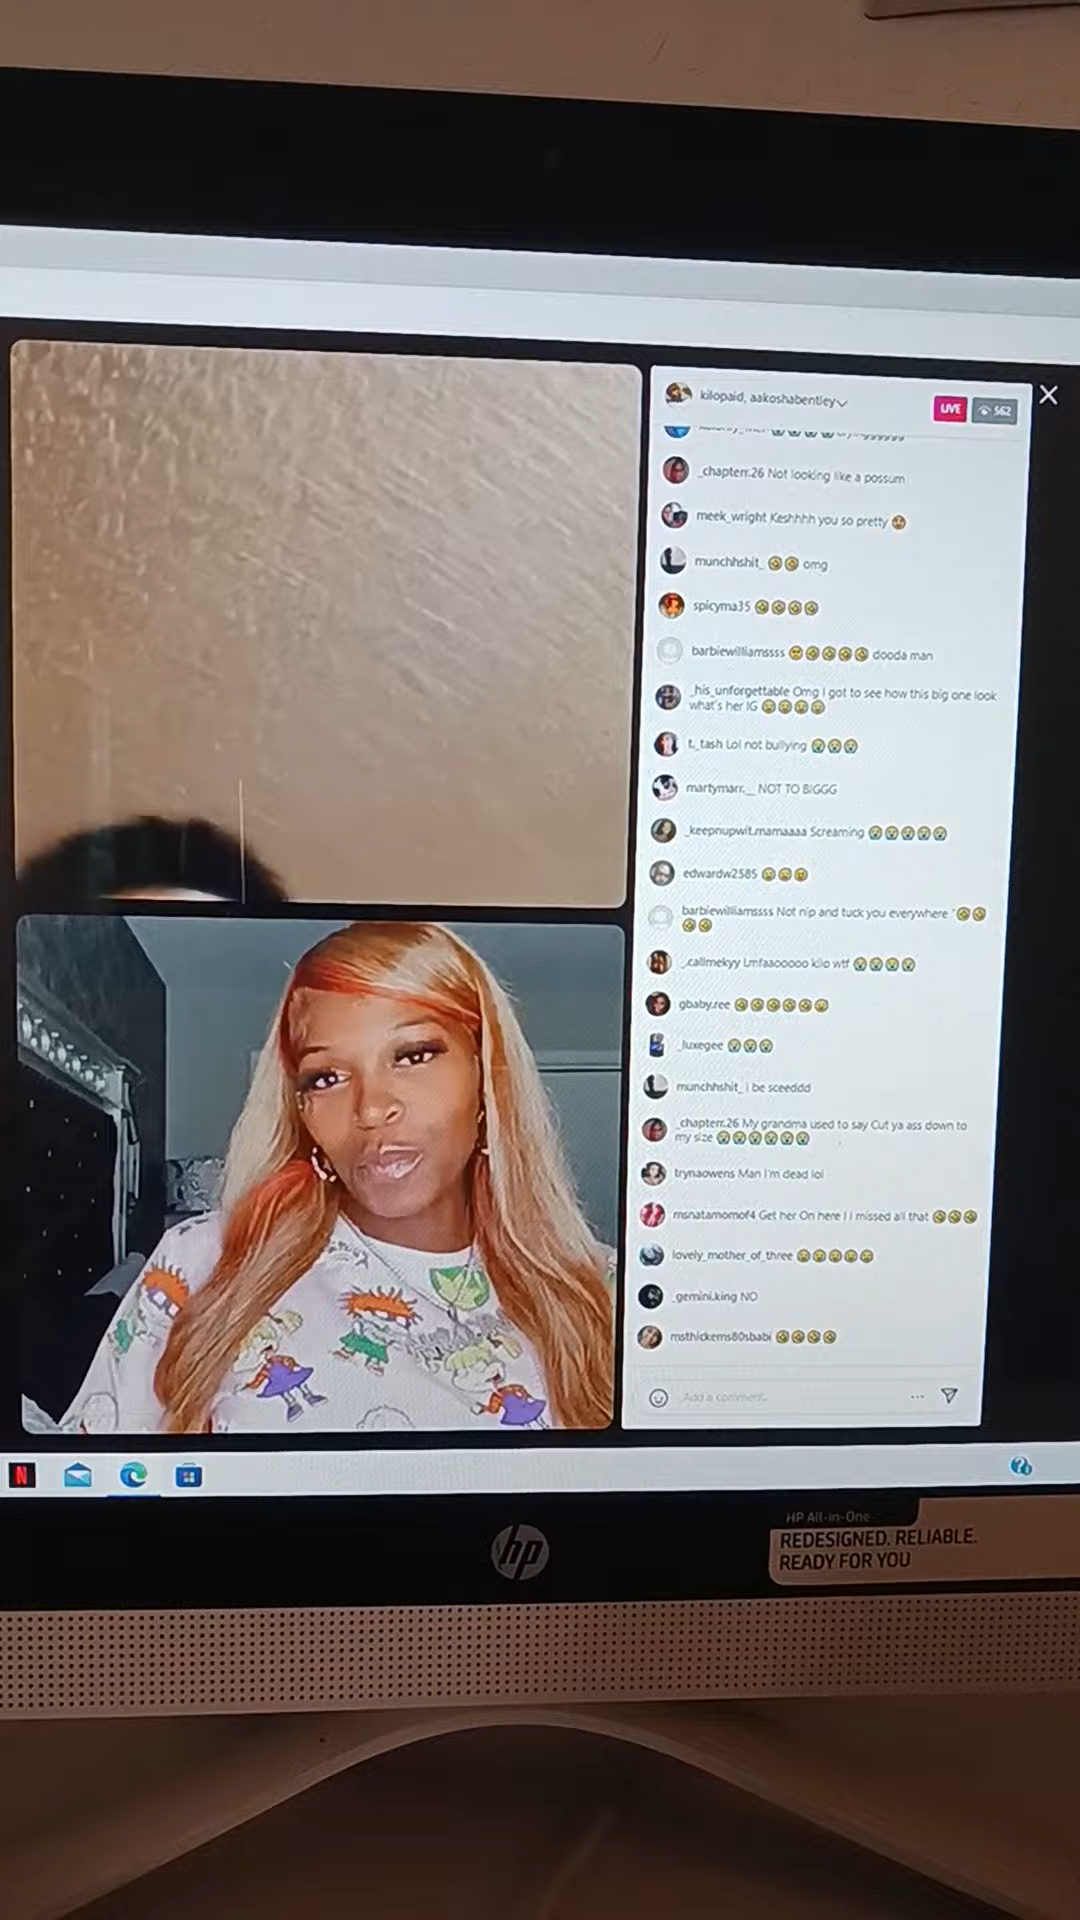 kilopaid, aakoshabentley
LIVE
562
_chapterr.26 Not looking like a possum
meek_wright Keshhhh you so pretty 🤩
munchhshit_ 🤣🤣 omg
spicyma35 🤣🤣🤣🤣
barbiewilliamssss 🤣🤣🤣🤣 dooda man
_his_unforgettable Omg I got to see how this big one look
what's her IG 😭😭😭😭
t._tash Lol not bullying 😭😭😭
martymarr.__ NOT TO BIGGG
_keepnupwit.mamaaaa Screaming 😭😭😭😭😭
edwardw2585
barbiewilliamssss Not nip and tuck you everywhere "🤣🤣
🤣🤣
_.callmekyy Lmfaaooooo kilo wtf 😭😭😭😭
gbaby.ree
_luxegee 😭😭😭
munchhshit_ I be sceeddd
_chapterr.26 My grandma used to say Cut ya ass down to
my size 😭😭😭😭😭😭
trynaowens Man I'm dead lol
msnatamomof4 Get her On here I I missed all that 🤣🤣🤣
lovely_mother_of_three
_gemini.king NO
msthickems80sbabi 🤣🤣🤣🤣
Add a comment...
N
hp
HP All-in-One
REDESIGNED. RELIABLE.
READY FOR YOU